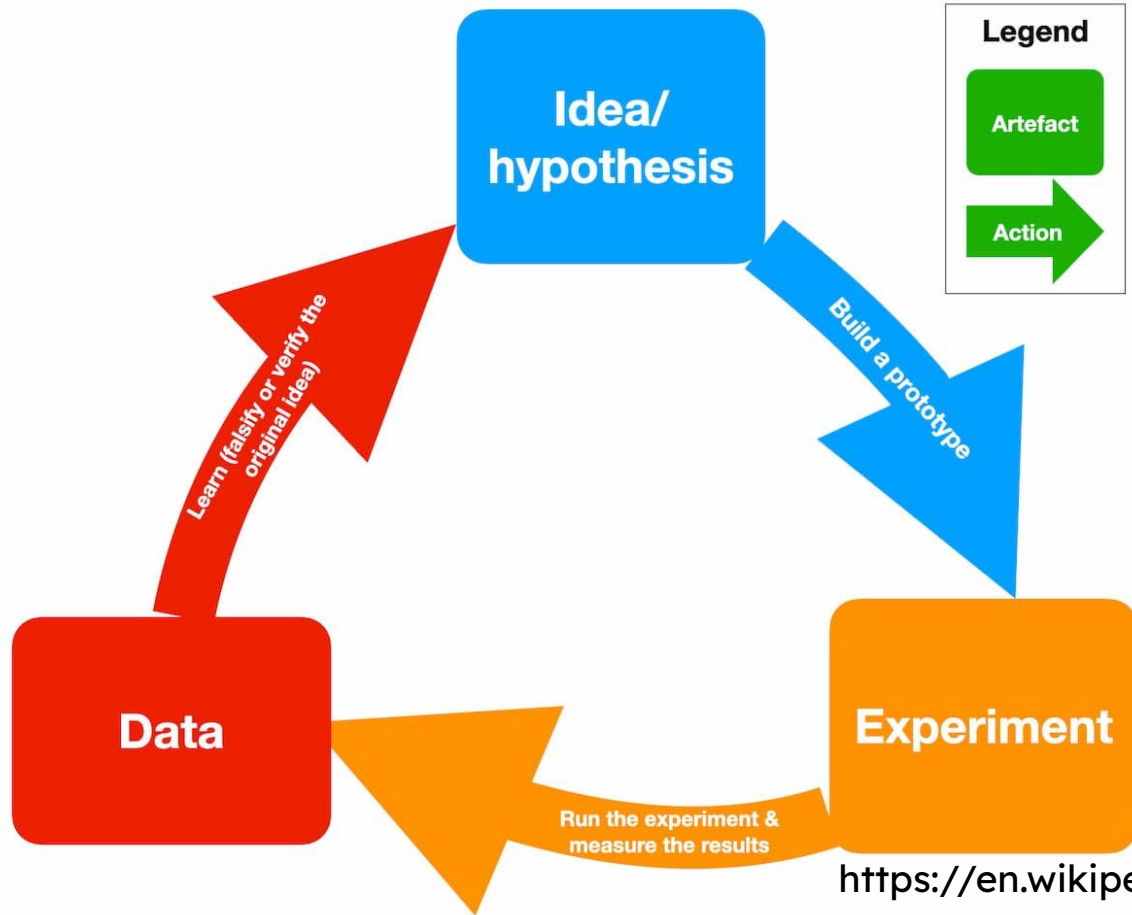 Legend
Artefact
Action
Idea/
hypothesis
Build a prototype
Experiment
Run the experiment &
measure the results
Data
Learn (falsify or verify the
original idea)
https://en.wikipe